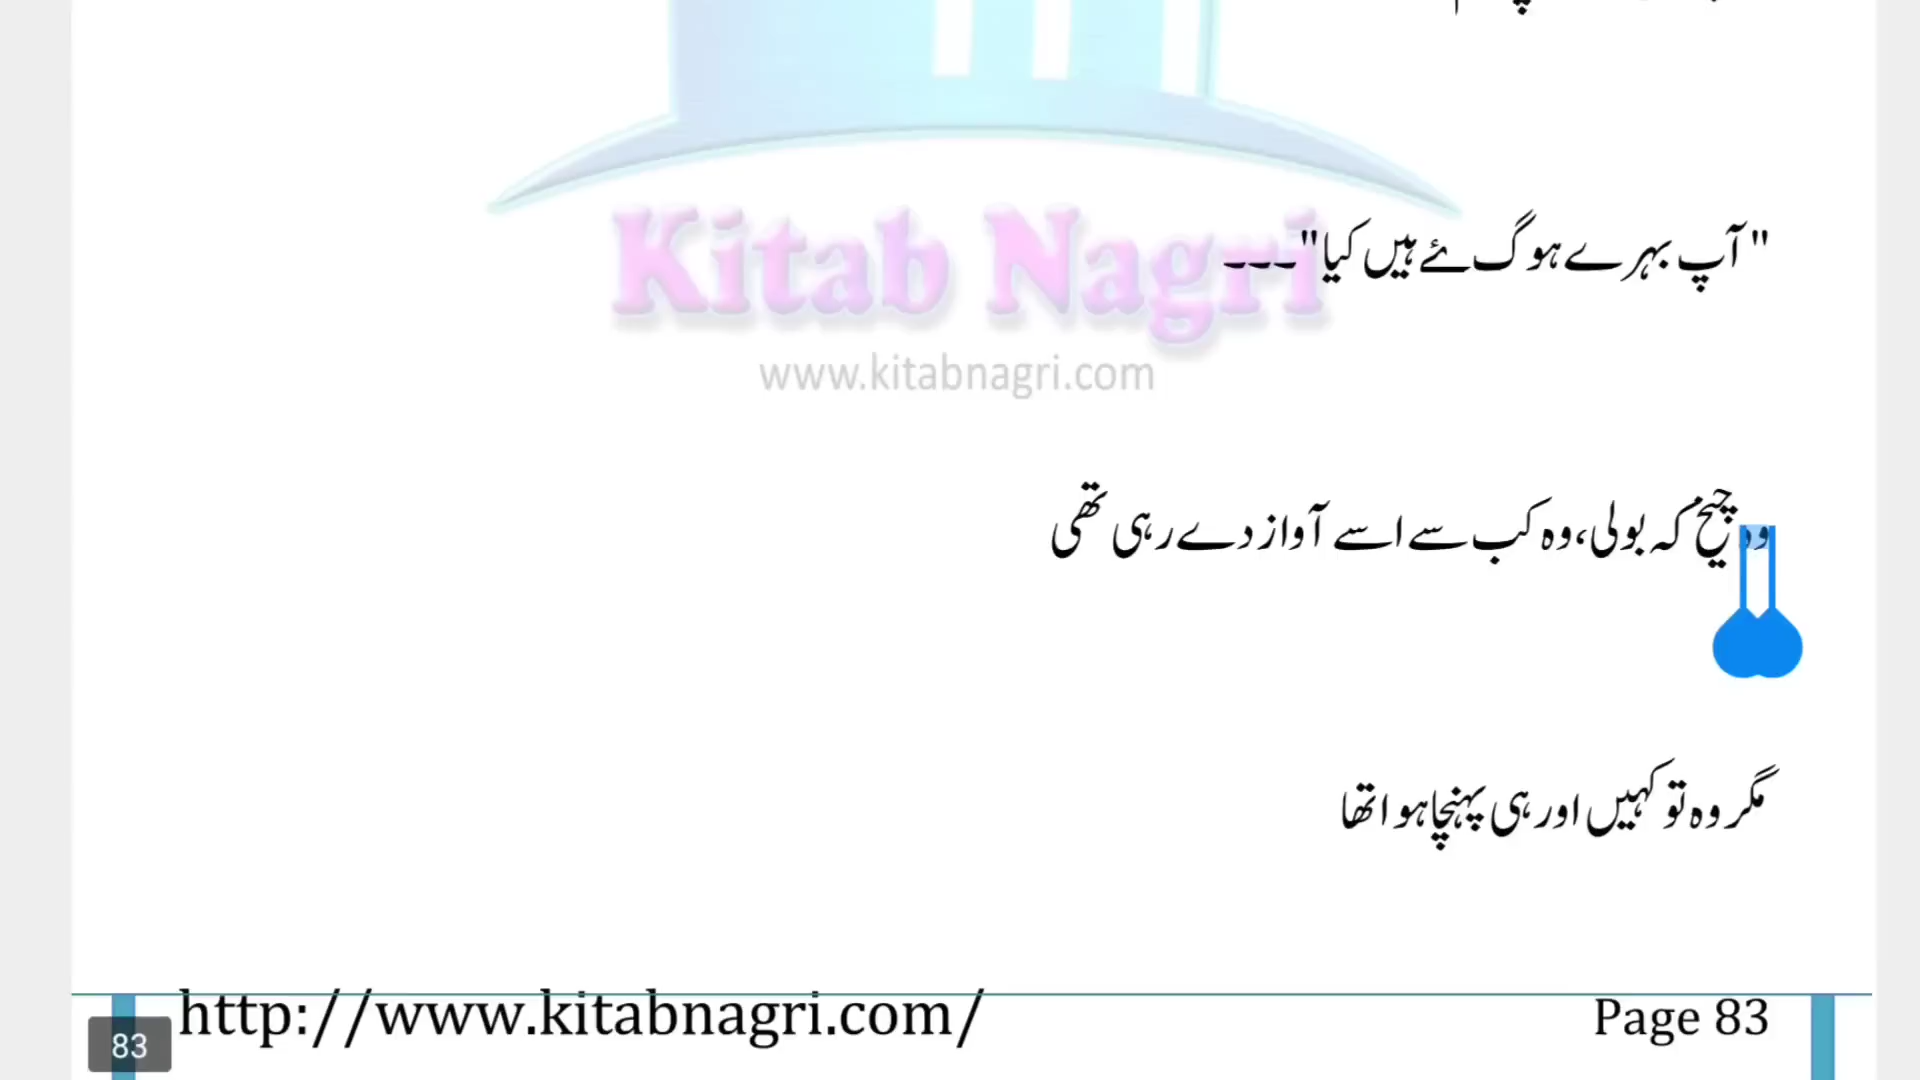 Kitab Nagri
www.kitabnagri.com
" آپ بہرے ہو گ ئے ہیں کیا"۔۔۔
وہ چیخ کہ بولی،وہ کب سے اسے آواز دے رہی تھی
مگر وہ تو کہیں اور ہی پہنچا ہوا تھا
http://www.kitabnagri.com/
Page 83
83